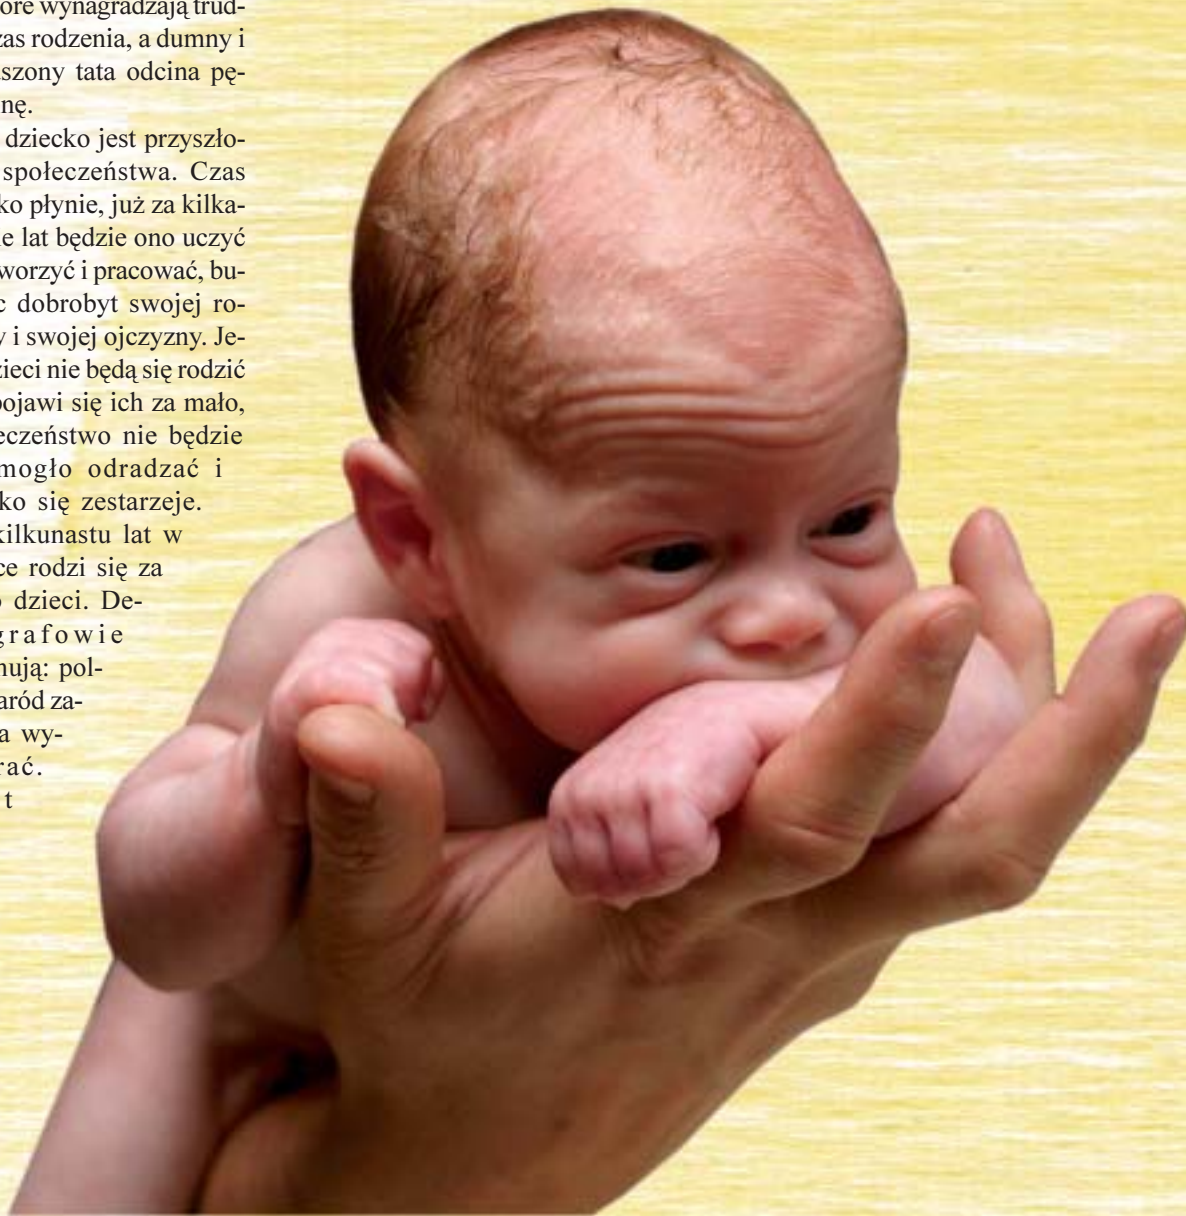 óre wynagradzają trud-
zas rodzenia, a dumny i
szony tata odcina pę-
nę.
dziecko jest przyszło-
społeczeństwa. Czas
ko płynie, już za kilka-
e lat będzie ono uczyć
worzyć i pracować, bu-
c dobrobyt swojej ro-
y i swojej ojczyzny. Je-
zieci nie będą się rodzić
pojawi się ich za mało,
eczeństwo nie będzie
mogło odradzać i
ko się zestarzeje.
kilkunastu lat w
ce rodzi się za
o dzieci. De-
grafowie
nują: pol-
aród za-
a wy-
rać.
t